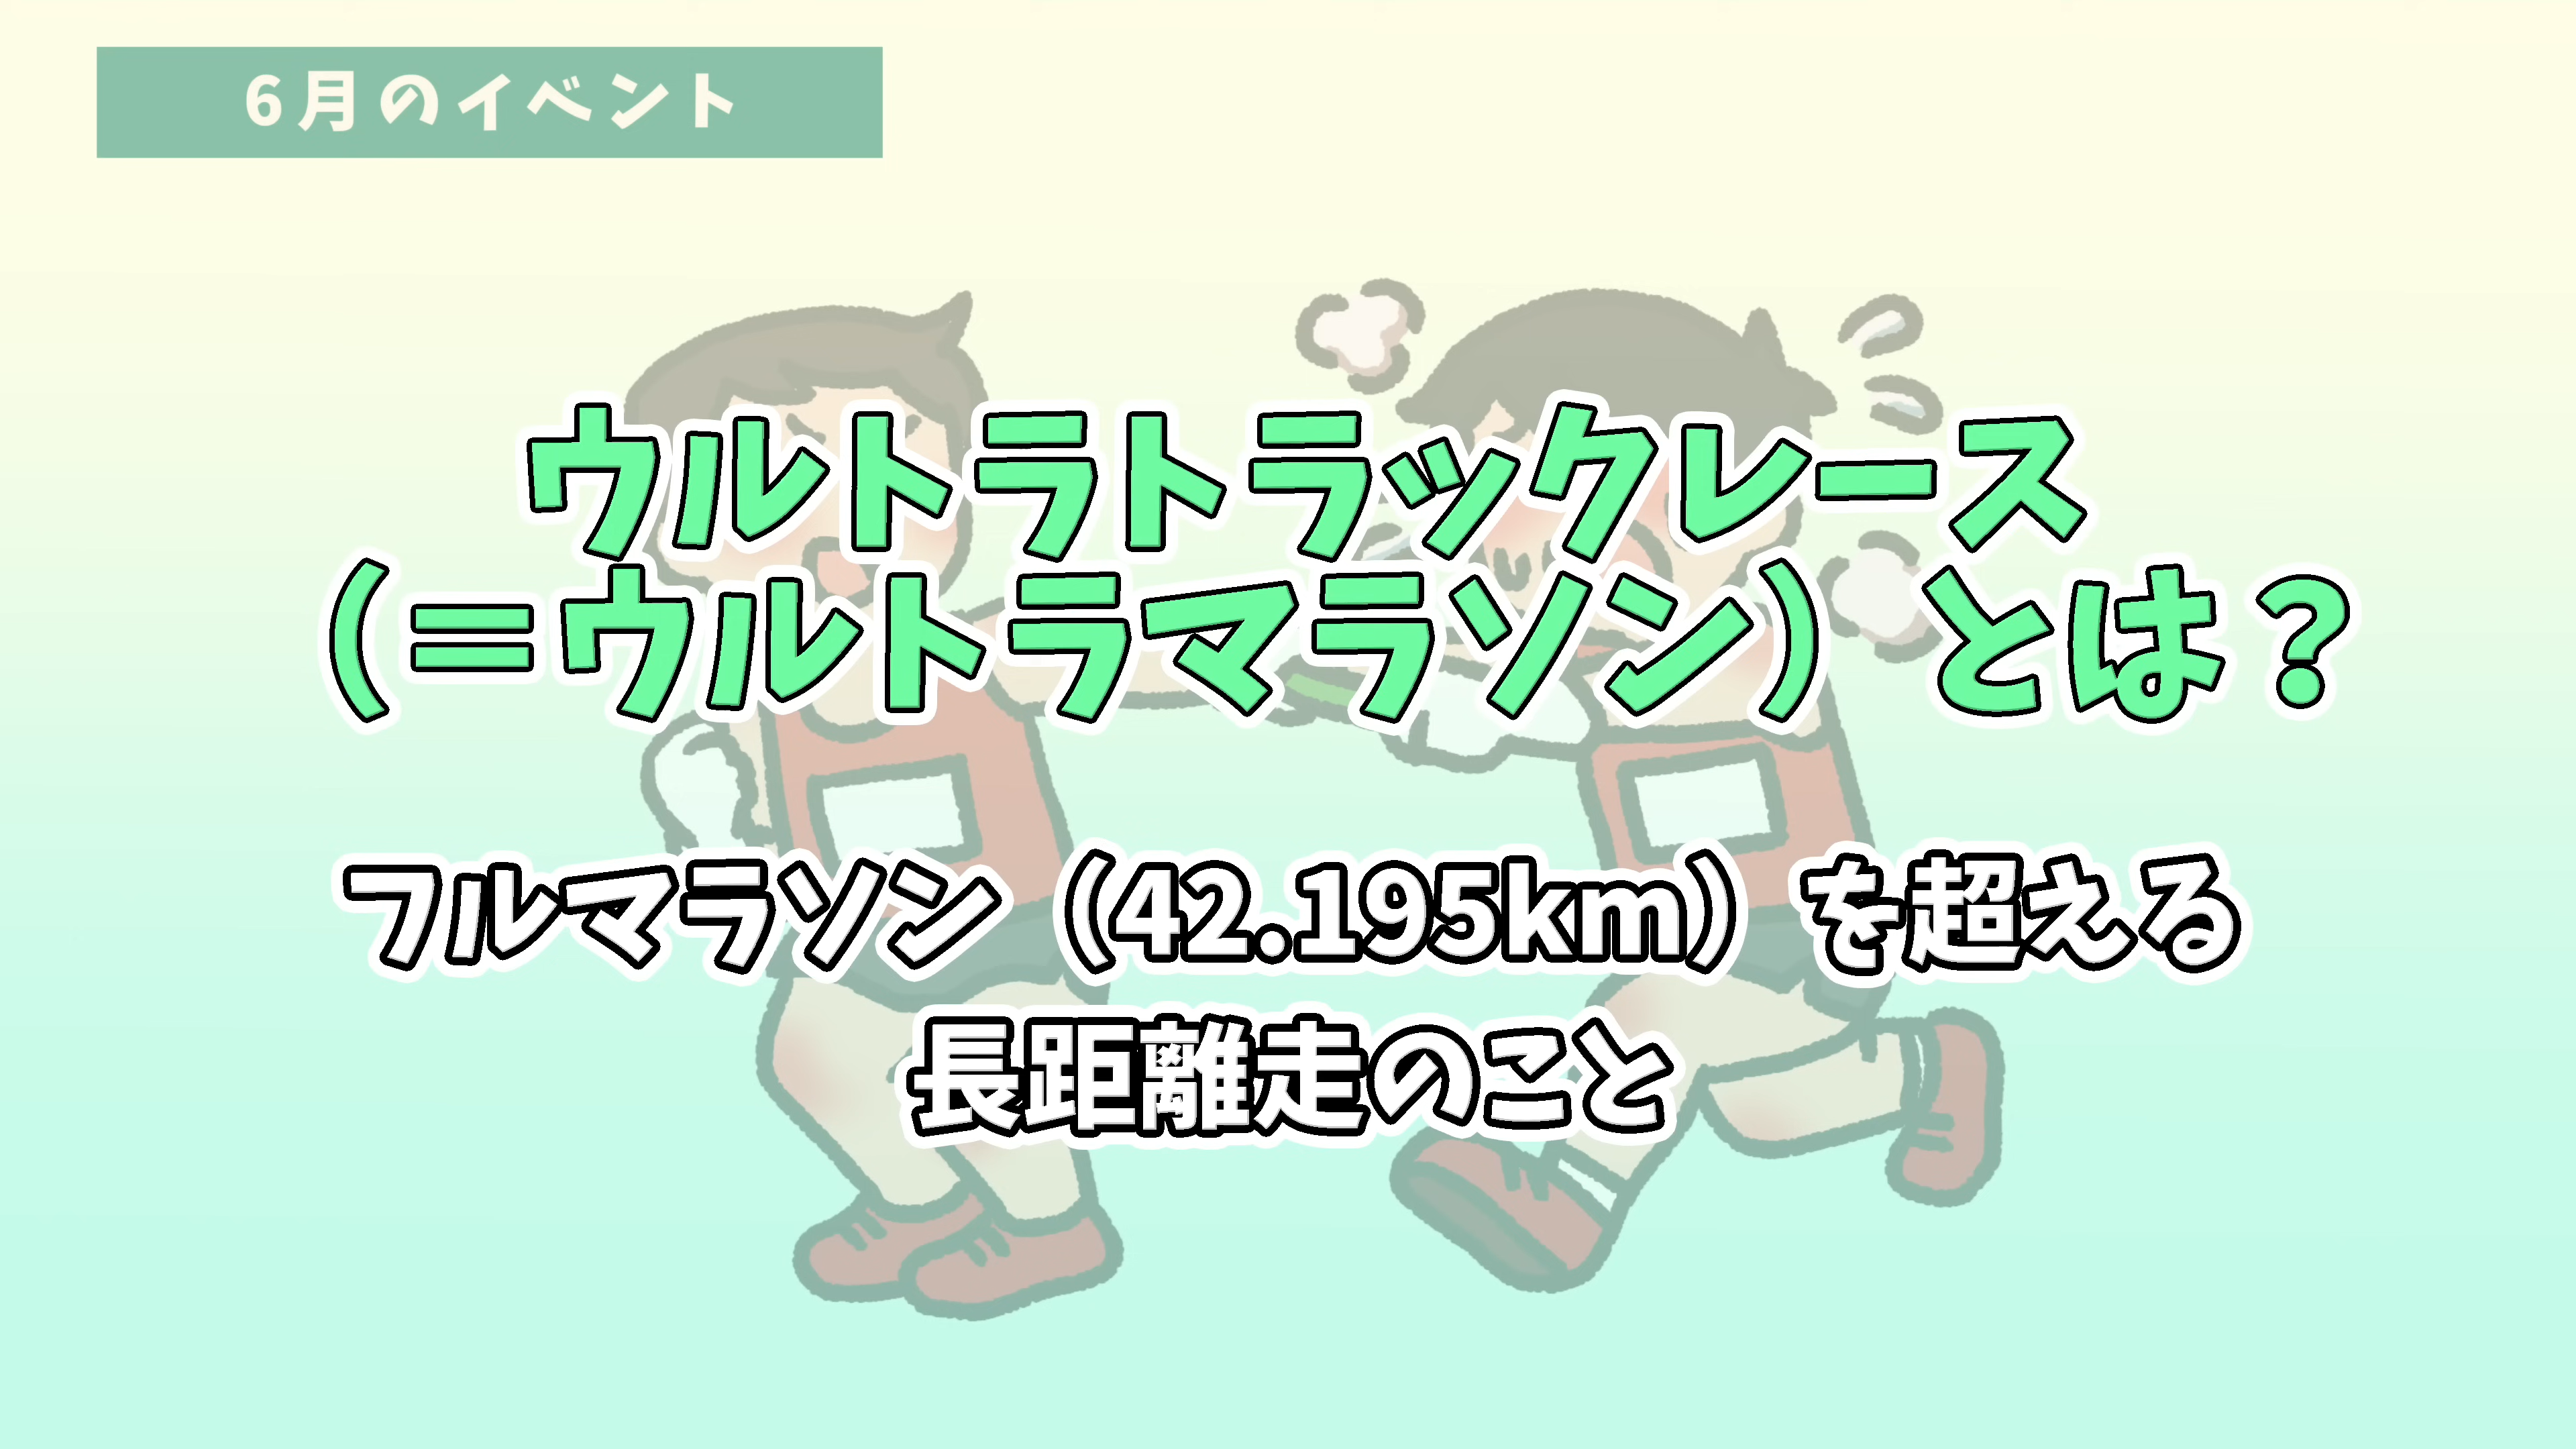 6月のイベント
ウルトラトラックレース
（＝ウルトラマラソン）とは？
フルマラソン（42.195km）を超える
長距離走のこと